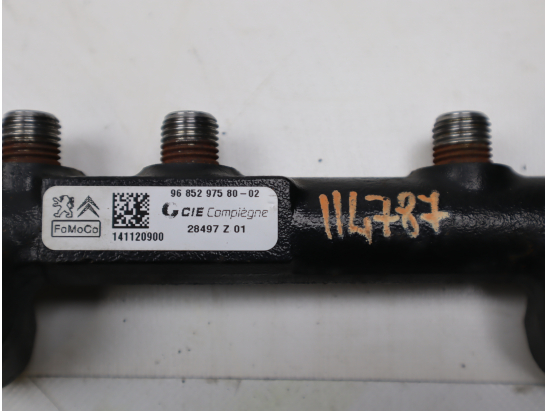 96 852 975 80-02
CIE Compiègne
FoMoCo
141120900
28497 Z 01
114787